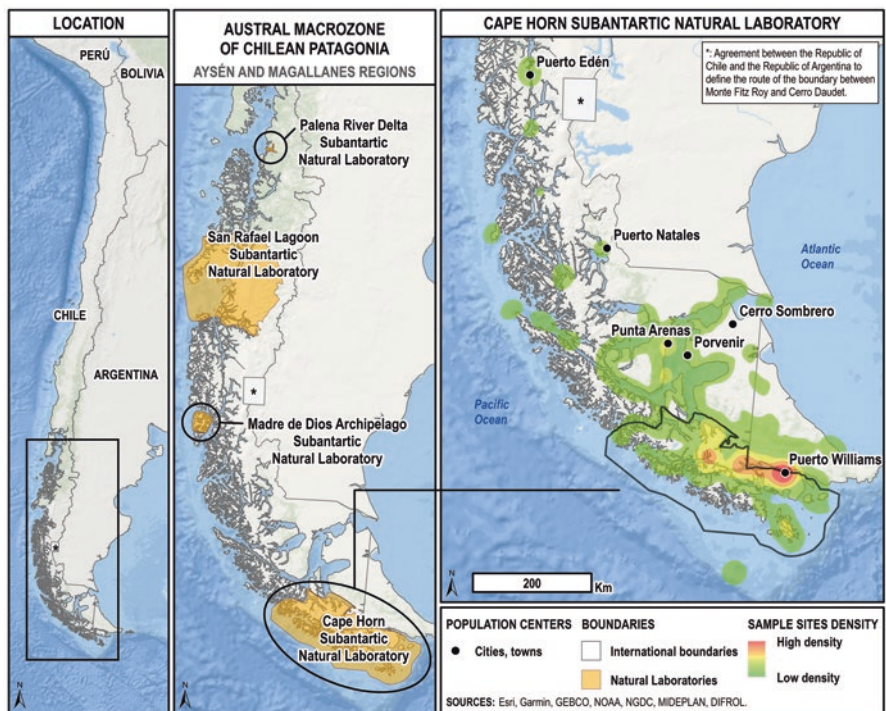 LOCATION
PERÚ
BOLIVIA
CHILE
ARGENTINA
*
N
AUSTRAL MACROZONE
OF CHILEAN PATAGONIA
AYSÉN AND MAGALLANES REGIONS
Palena River Delta
Subantartic
Natural Laboratory
San Rafael Lagoon
Subantartic
Natural Laboratory
*
Madre de Dios Archipelago
Subantartic
Natural Laboratory
Cape Horn
Subantartic
Natural Laboratory
N
CAPE HORN SUBANTARTIC NATURAL LABORATORY
*: Agreement between the Republic of
Chile and the Republic of Argentina to
define the route of the boundary between
Monte Fitz Roy and Cerro Daudet.
Puerto Edén
*
Puerto Natales
Atlantic
Ocean
Cerro Sombrero
Punta Arenas
Porvenir
Pacific
Ocean
Puerto Williams
N
200
Km
POPULATION CENTERS
Cities, towns
BOUNDARIES
International boundaries
Natural Laboratories
SAMPLE SITES DENSITY
High density
Low density
SOURCES: Esri, Garmin, GEBCO, NOAA, NGDC, MIDEPLAN, DIFROL.